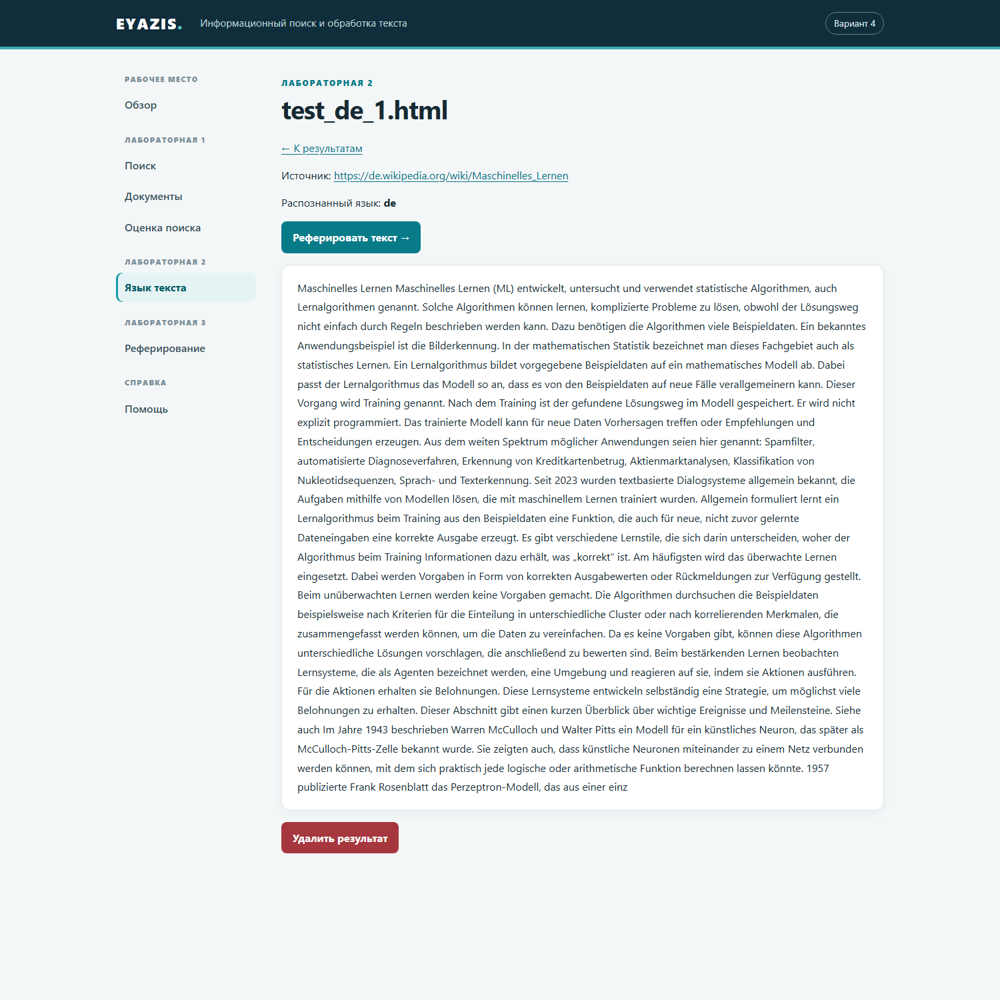 EYAZIS.
Информационный поиск и обработка текста
Вариант 4
РАБОЧЕЕ МЕСТО
Обзор
ЛАБОРАТОРНАЯ 1
Поиск
Документы
Оценка поиска
ЛАБОРАТОРНАЯ 2
Язык текста
ЛАБОРАТОРНАЯ 3
Реферирование
СПРАВКА
Помощь
ЛАБОРАТОРНАЯ 2
test_de_1.html
← К результатам
Источник: https://de.wikipedia.org/wiki/Maschinelles_Lernen
Распознанный язык: de
Реферировать текст →
Maschinelles Lernen Maschinelles Lernen (ML) entwickelt, untersucht und verwendet statistische Algorithmen, auch
Lernalgorithmen genannt. Solche Algorithmen können lernen, komplizierte Probleme zu lösen, obwohl der Lösungsweg
nicht einfach durch Regeln beschrieben werden kann. Dazu benötigen die Algorithmen viele Beispieldaten. Ein bekanntes
Anwendungsbeispiel ist die Bilderkennung. In der mathematischen Statistik bezeichnet man dieses Fachgebiet auch als
statistisches Lernen. Ein Lernalgorithmus bildet vorgegebene Beispieldaten auf ein mathematisches Modell ab. Dabei
passt der Lernalgorithmus das Modell so an, dass es von den Beispieldaten auf neue Fälle verallgemeinern kann. Dieser
Vorgang wird Training genannt. Nach dem Training ist der gefundene Lösungsweg im Modell gespeichert. Er wird nicht
explizit programmiert. Das trainierte Modell kann für neue Daten Vorhersagen treffen oder Empfehlungen und
Entscheidungen erzeugen. Aus dem weiten Spektrum möglicher Anwendungen seien hier genannt: Spamfilter,
automatisierte Diagnoseverfahren, Erkennung von Kreditkartenbetrug, Aktienmarktanalysen, Klassifikation von
Nukleotidsequenzen, Sprach- und Texterkennung. Seit 2023 wurden textbasierte Dialogsysteme allgemein bekannt, die
Aufgaben mithilfe von Modellen lösen, die mit maschinellem Lernen trainiert wurden. Allgemein formuliert lernt ein
Lernalgorithmus beim Training aus den Beispieldaten eine Funktion, die auch für neue, nicht zuvor gelernte
Dateneingaben eine korrekte Ausgabe erzeugt. Es gibt verschiedene Lernstile, die sich darin unterscheiden, woher der
Algorithmus beim Training Informationen dazu erhält, was „korrekt“ ist. Am häufigsten wird das überwachte Lernen
eingesetzt. Dabei werden Vorgaben in Form von korrekten Ausgabewerten oder Rückmeldungen zur Verfügung gestellt.
Beim unüberwachten Lernen werden keine Vorgaben gemacht. Die Algorithmen durchsuchen die Beispieldaten
beispielsweise nach Kriterien für die Einteilung in unterschiedliche Cluster oder nach korrelierenden Merkmalen, die
zusammengefasst werden können, um die Daten zu vereinfachen. Da es keine Vorgaben gibt, können diese Algorithmen
unterschiedliche Lösungen vorschlagen, die anschließend zu bewerten sind. Beim bestärkenden Lernen beobachten
Lernsysteme, die als Agenten bezeichnet werden, eine Umgebung und reagieren auf sie, indem sie Aktionen ausführen.
Für die Aktionen erhalten sie Belohnungen. Diese Lernsysteme entwickeln selbständig eine Strategie, um möglichst viele
Belohnungen zu erhalten. Dieser Abschnitt gibt einen kurzen Überblick über wichtige Ereignisse und Meilensteine. Siehe
auch Im Jahre 1943 beschrieben Warren McCulloch und Walter Pitts ein Modell für ein künstliches Neuron, das später als
McCulloch-Pitts-Zelle bekannt wurde. Sie zeigten auch, dass künstliche Neuronen miteinander zu einem Netz verbunden
werden können, mit dem sich praktisch jede logische oder arithmetische Funktion berechnen lassen könnte. 1957
publizierte Frank Rosenblatt das Perzeptron-Modell, das aus einer einz
Удалить результат